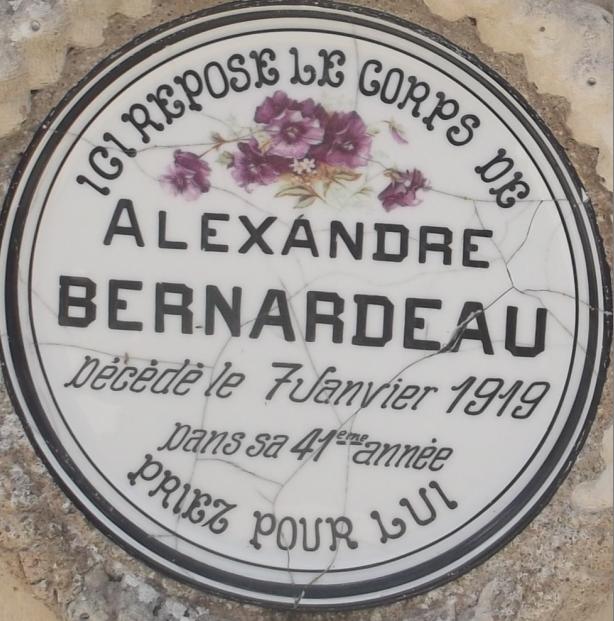 ICI REPOSE LE CORPS DE
ALEXANDRE
BERNARDEAU
Décédé le 7 Janvier 1919
Dans sa 41ème année
PRIEZ POUR LUI